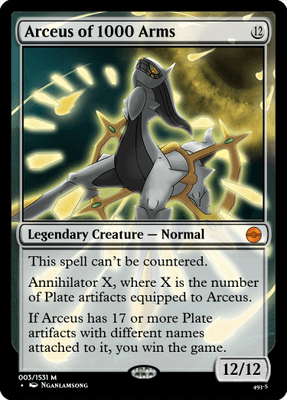 Arceus of 1000 Arms 12
Legendary Creature — Normal
This spell can't be countered.
Annihilator X, where X is the number
of Plate artifacts equipped to Arceus.
If Arceus has 17 or more Plate
artifacts with different names
attached to it, you win the game.
12/12
003/1531 M
• NGANLAMSONG
491-S